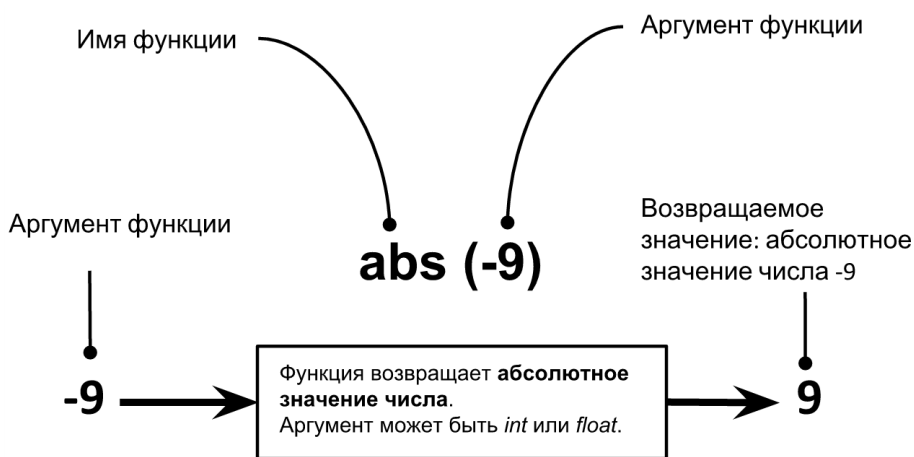 Имя функции
Аргумент функции
abs (-9)
Аргумент функции
Возвращаемое
значение: абсолютное
значение числа -9
-9
Функция возвращает абсолютное
значение числа.
Аргумент может быть int или float.
9